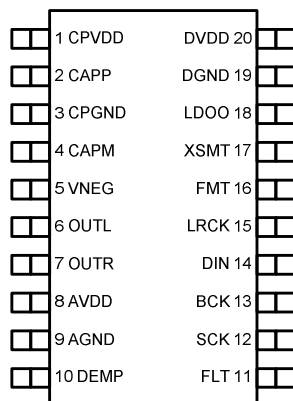 1 CPVDD DVDD 20
2 CAPP DGND 19
3 CPGND LDOO 18
4 CAPM XSMT 17
5 VNEG FMT 16
6 OUTL LRCK 15
7 OUTR DIN 14
8 AVDD BCK 13
9 AGND SCK 12
10 DEMP FLT 11